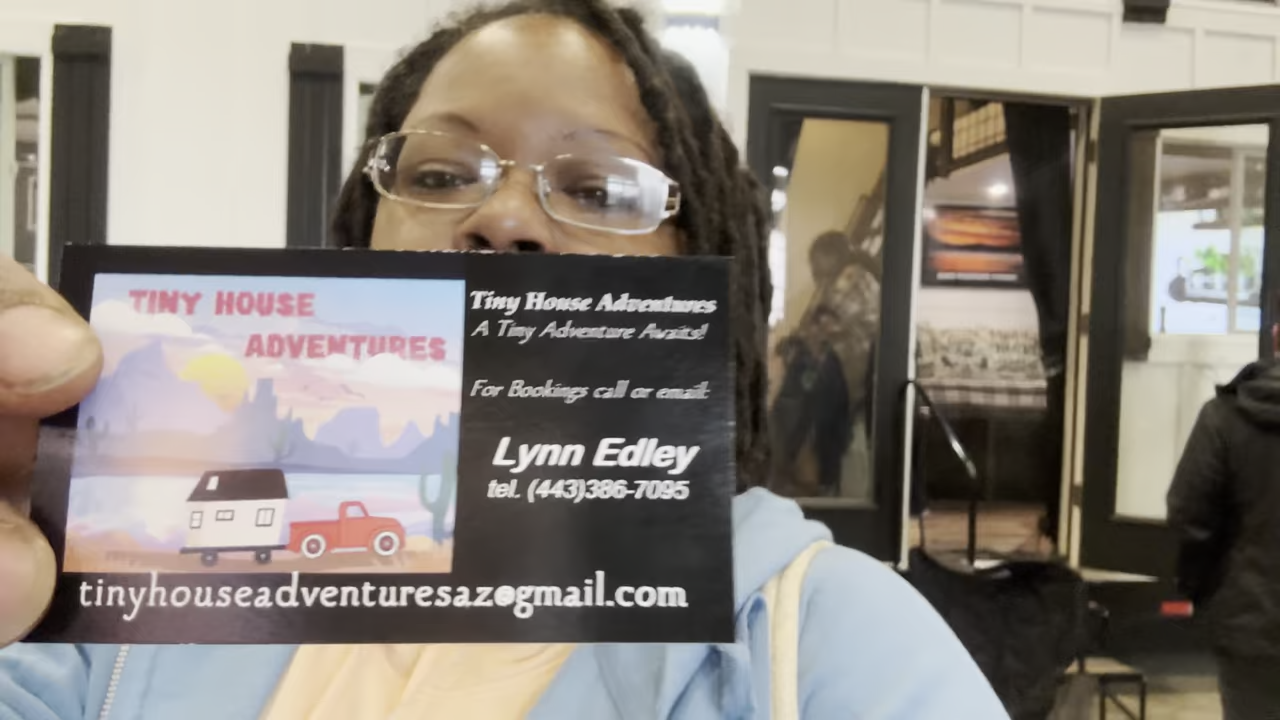 TINY HOUSE
ADVENTURES
Tiny House Adventures
A Tiny Adventure Awaits!
For Bookings call or email:
Lynn Edley
tel. (443)386-7095
tinyhouseadventuresaz@gmail.com